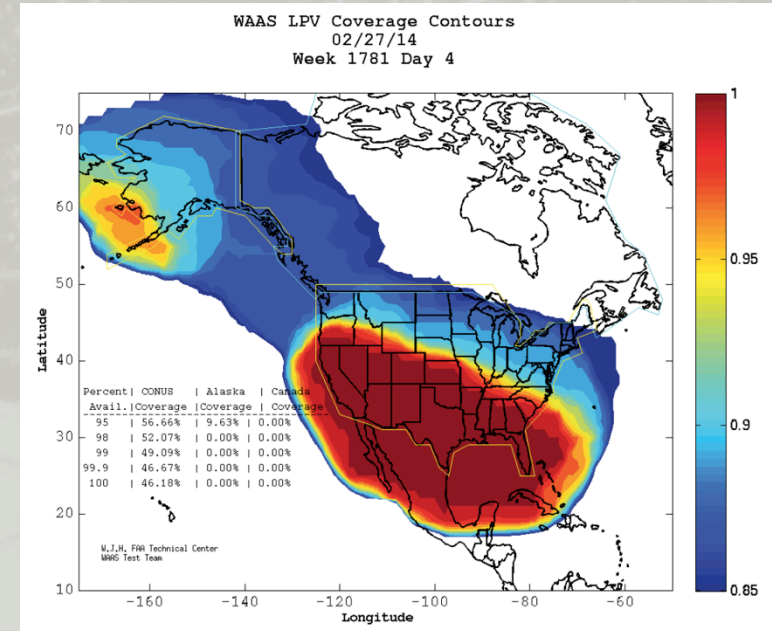 WAAS LPV Coverage Contours
02/27/14
Week 1781 Day 4
70
60
50
40
30
20
10
Latitude
Percent| CONUS | Alaska | Canada
Avail.|Coverage |Coverage | Coverage
95 | 56.66% | 9.63% | 0.00%
98 | 52.07% | 0.00% | 0.00%
99 | 49.09% | 0.00% | 0.00%
99.9 | 46.67% | 0.00% | 0.00%
100 | 46.18% | 0.00% | 0.00%
W.J.H. FAA Technical Center
WAAS Test Team
-160 -140 -120 -100 -80 -60
Longitude
1
0.95
0.9
0.85